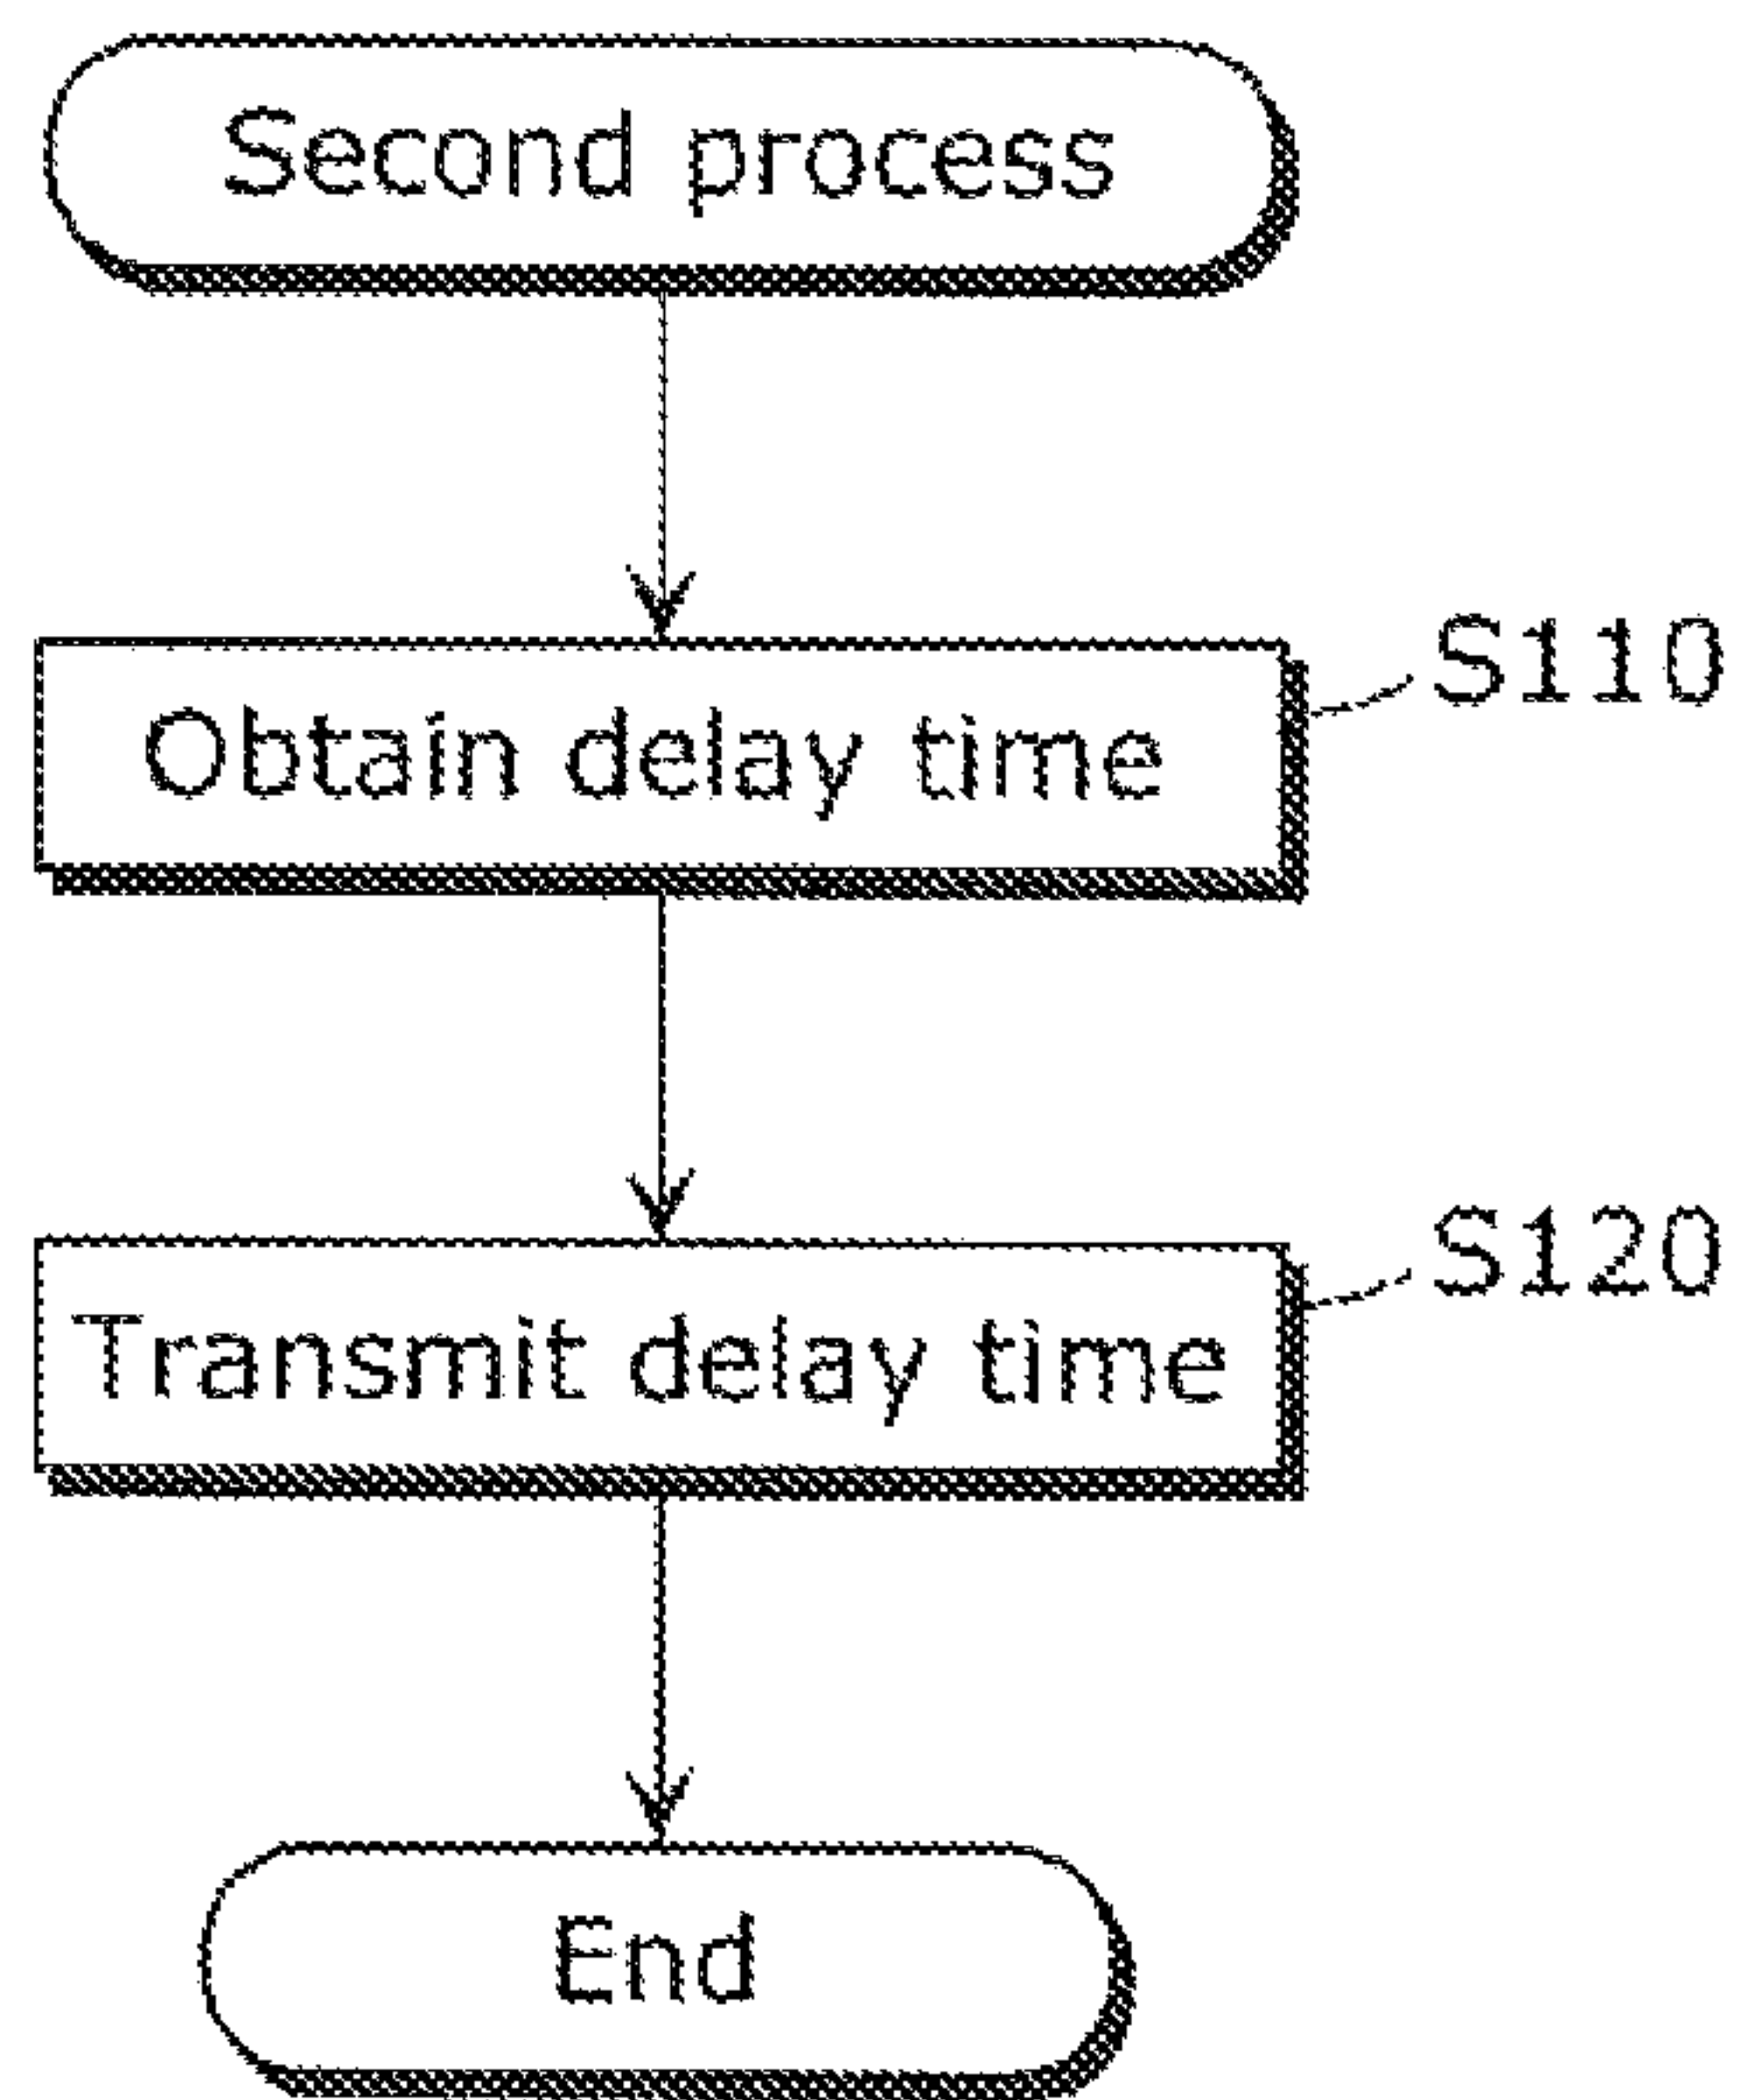 Second process
S110
Obtain delay time
S120
Transmit delay time
End